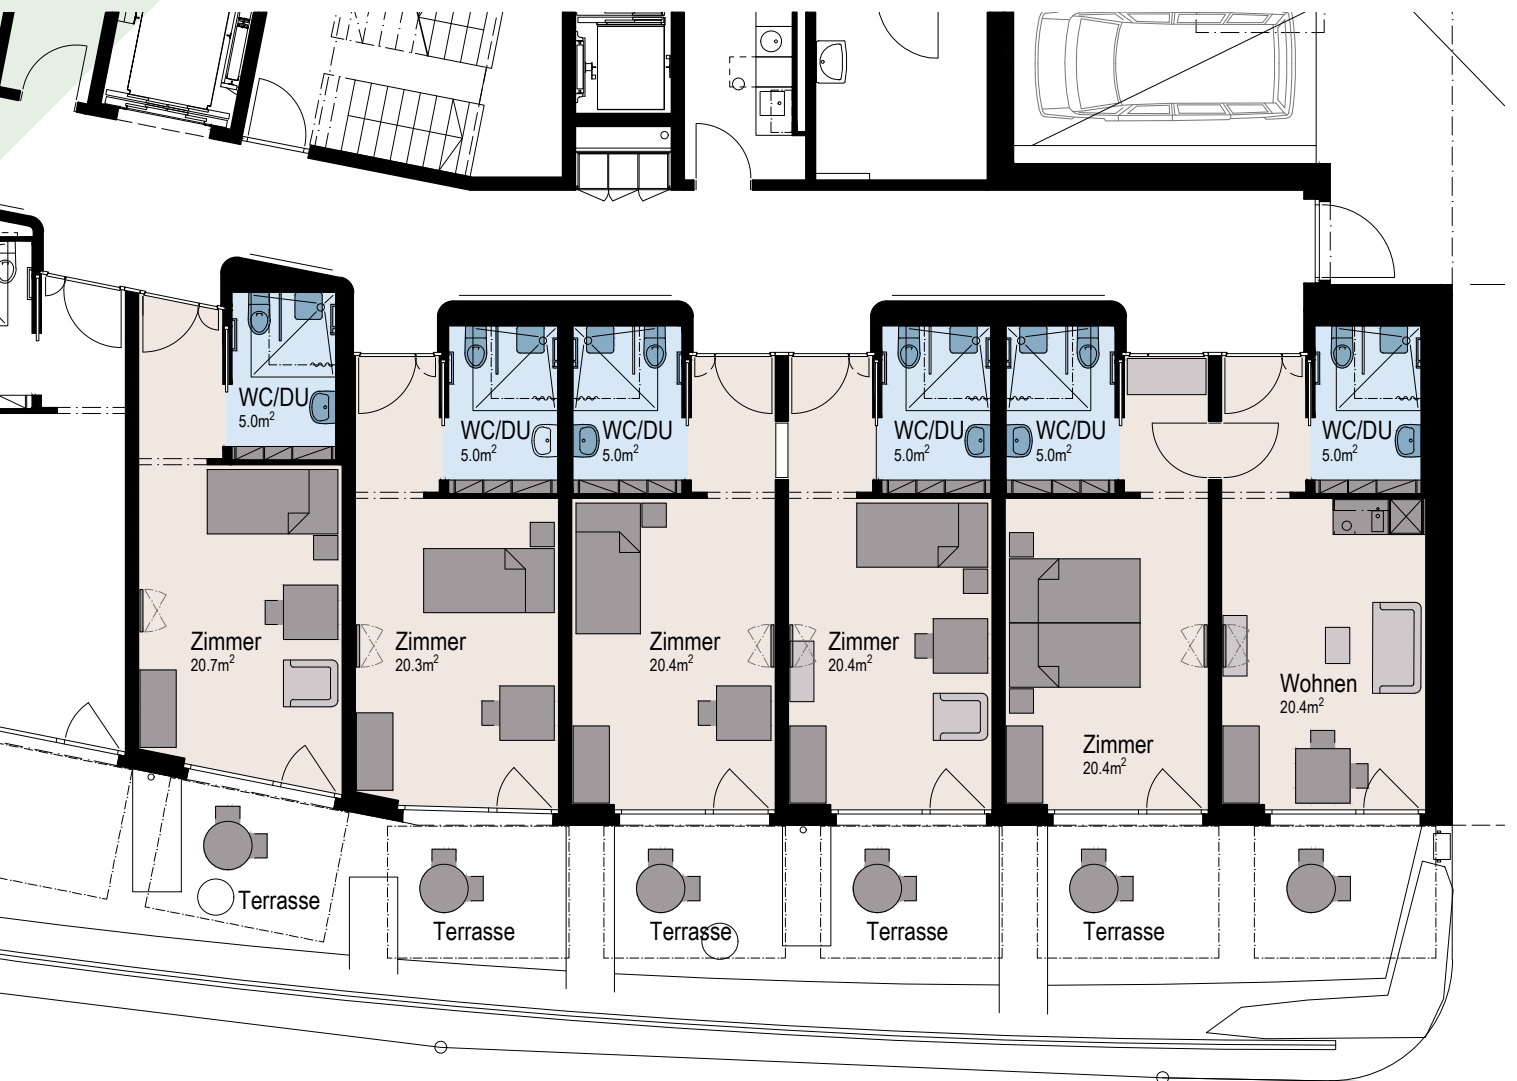 WC/DU
5.0m²
WC/DU
5.0m²
WC/DU
5.0m²
WC/DU
5.0m²
WC/DU
5.0m²
WC/DU
5.0m²
Zimmer
20.7m²
Zimmer
20.3m²
Zimmer
20.4m²
Zimmer
20.4m²
Zimmer
20.4m²
Wohnen
20.4m²
Terrasse
Terrasse
Terrasse
Terrasse
Terrasse